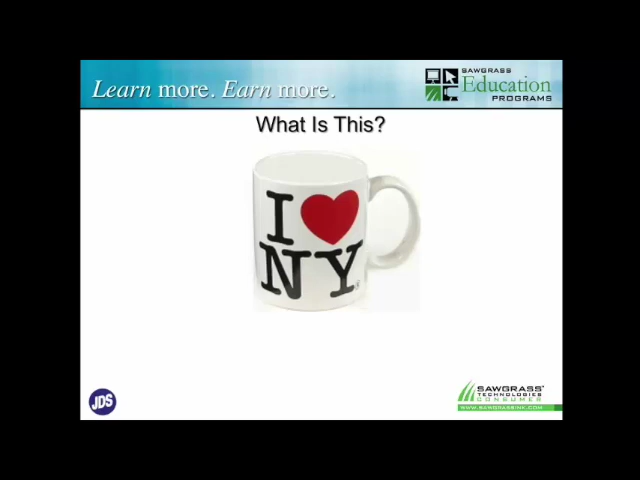 Learn more. Earn more.
SAWGRASS
Education
PROGRAMS
What Is This?
I
NY
®
JDS
SAWGRASS®
TECHNOLOGIES
CONSUMER
WWW.SAWGRASSINK.COM